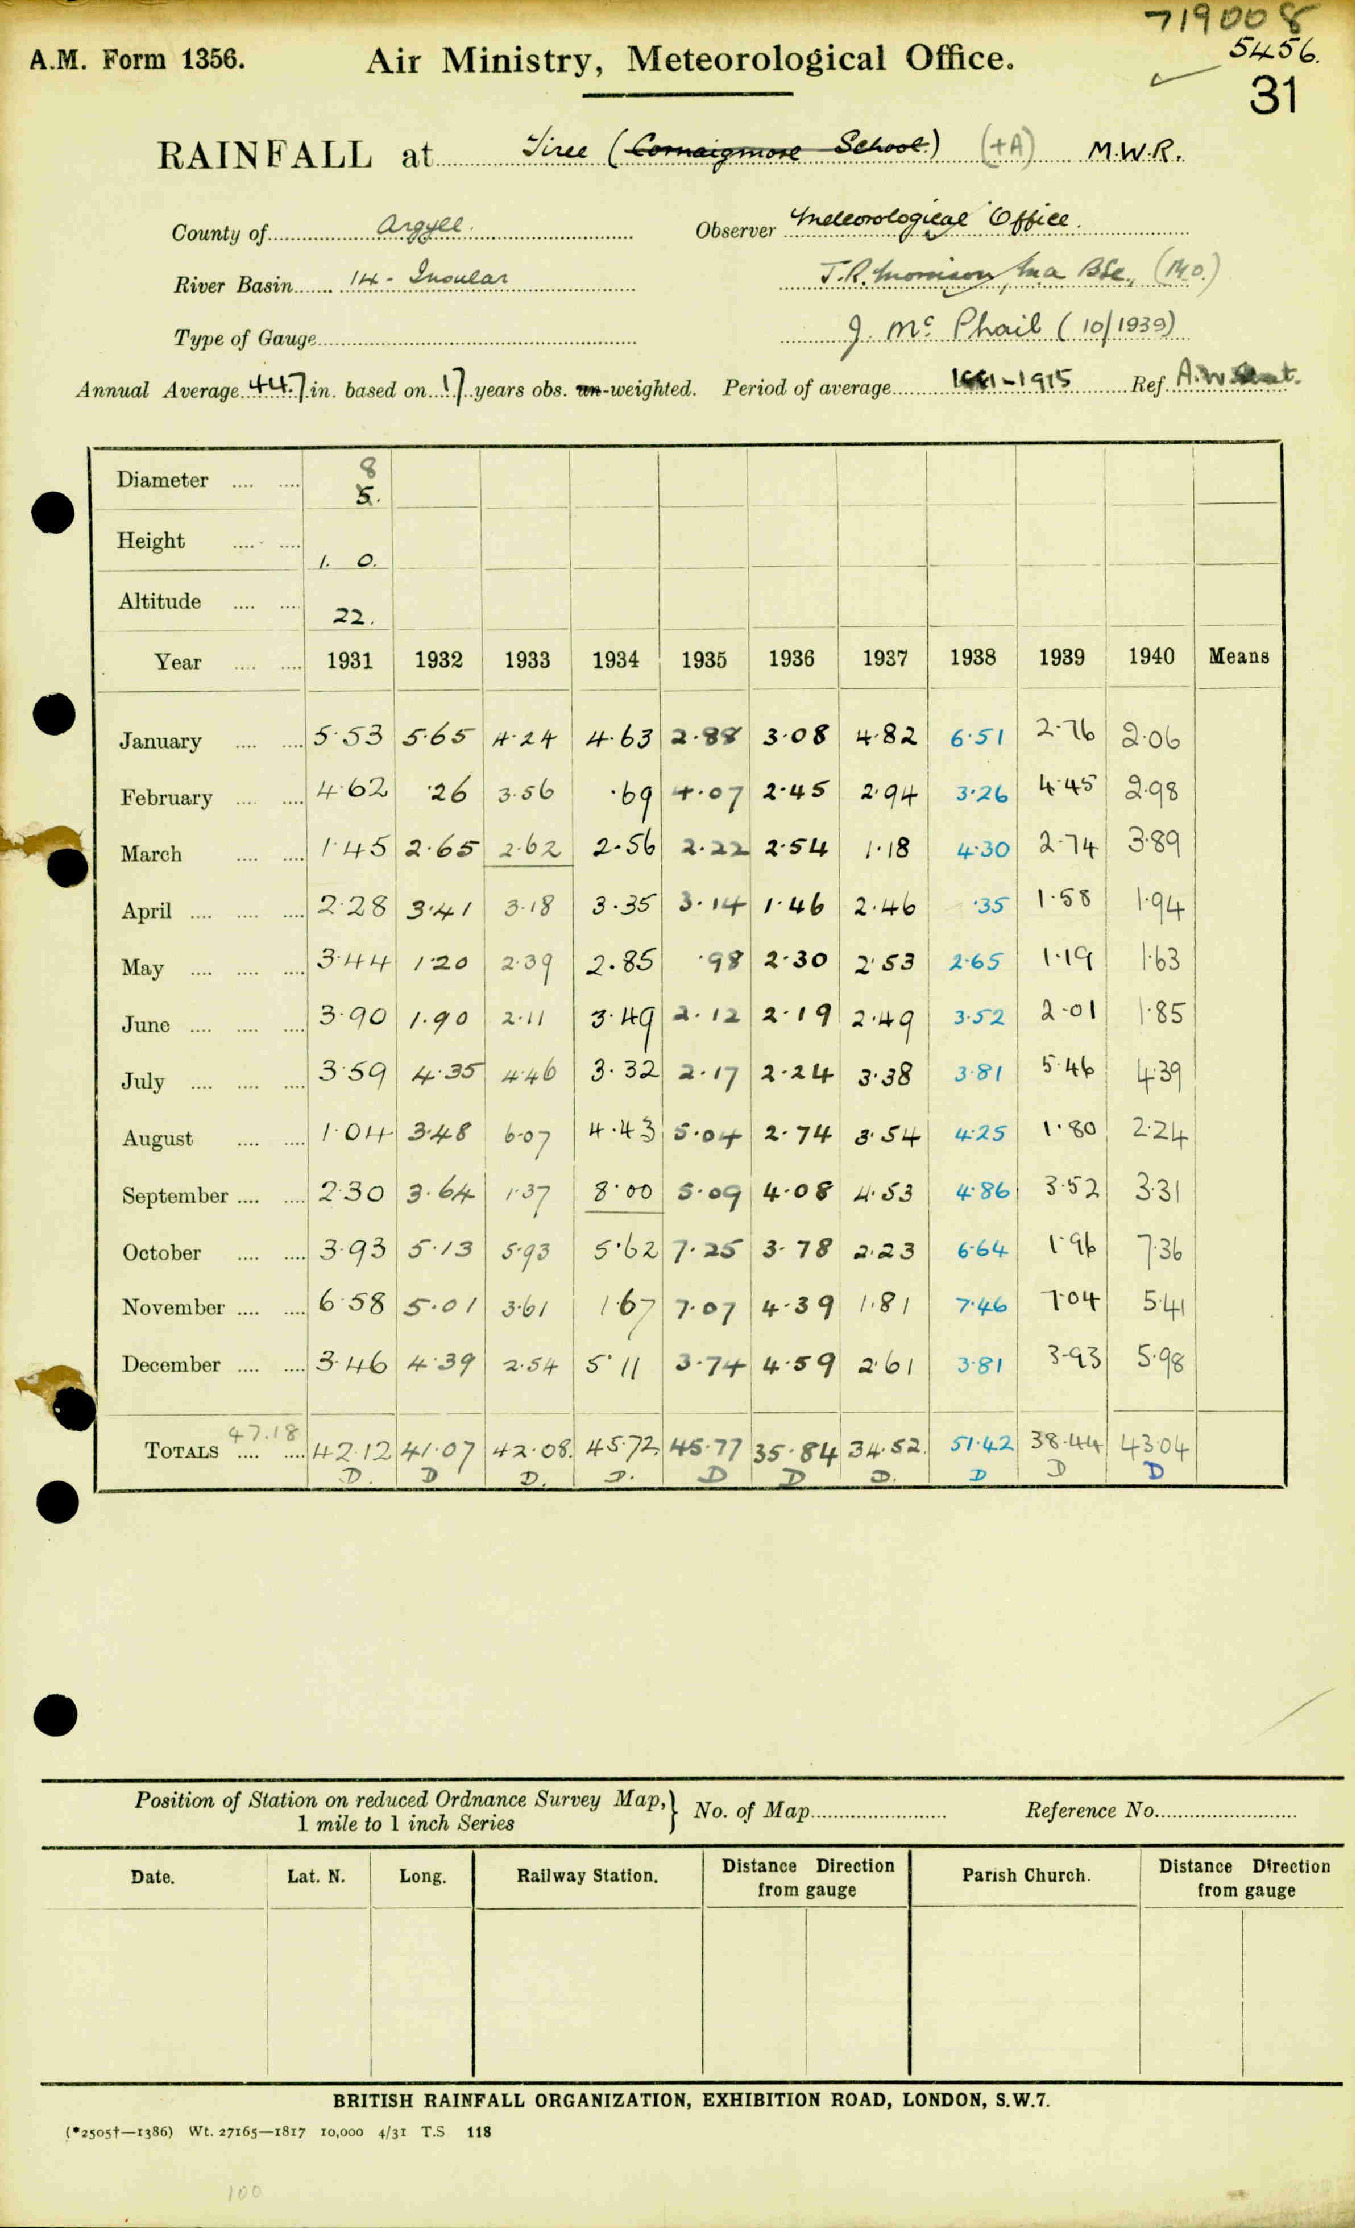 719008
A.M. Form 1356. Air Ministry, Meteorological Office. 5456.
31
RAINFALL at Tiree (Cornaigmore School) (+A) M.W.R.
County of Argyll. Observer Meteorological Office.
River Basin 14 - Insular J.R. Morrison, M.A. BSc., (M.O.)
Type of Gauge J. McPhail (10/1939)
Annual Average 44.7 in. based on 17 years obs. un-weighted. Period of average 1881-1915 Ref.
Diameter 8
5.
Height 1. 0.
Altitude 22.
Year 1931 1932 1933 1934 1935 1936 1937 1938 1939 1940 Means
January 5.53 5.65 4.24 4.63 2.88 3.08 4.82 6.51 2.76 2.06
February 4.62 .26 3.56 .69 4.07 2.45 2.94 3.26 4.45 2.98
March 1.45 2.65 2.62 2.56 2.22 2.54 1.18 4.30 2.74 3.89
April 2.28 3.41 3.18 3.35 3.14 1.46 2.46 .35 1.58 1.94
May 3.44 1.20 2.39 2.85 .98 2.30 2.53 2.65 1.19 1.63
June 3.90 1.90 2.11 3.49 2.12 2.19 2.49 3.52 2.01 1.85
July 3.59 4.35 4.46 3.32 2.17 2.24 3.38 3.81 5.46 4.39
August 1.04 3.48 6.07 4.43 5.04 2.74 3.54 4.25 1.80 2.24
September 2.30 3.64 1.37 8.00 5.09 4.08 4.53 4.86 3.52 3.31
October 3.93 5.13 5.93 5.62 7.25 3.78 2.23 6.64 1.96 7.36
November 6.58 5.01 3.61 1.67 7.07 4.39 1.81 7.46 7.04 5.41
December 3.46 4.39 2.54 5.11 3.74 4.59 2.61 3.81 3.93 5.98
47.18
TOTALS 42.12 41.07 42.08. 45.72 45.77 35.84 34.52. 51.42 38.44 43.04
D. D D. D. D D D. D D D
Position of Station on reduced Ordnance Survey Map,} No. of Map Reference No.
1 mile to 1 inch Series
Date. Lat. N. Long. Railway Station. Distance Direction Parish Church. Distance Direction
from gauge from gauge
BRITISH RAINFALL ORGANIZATION, EXHIBITION ROAD, LONDON, S.W.7.
(*2505†—1386) Wt. 27165—1817 10,000 4/31 T.S 118
100